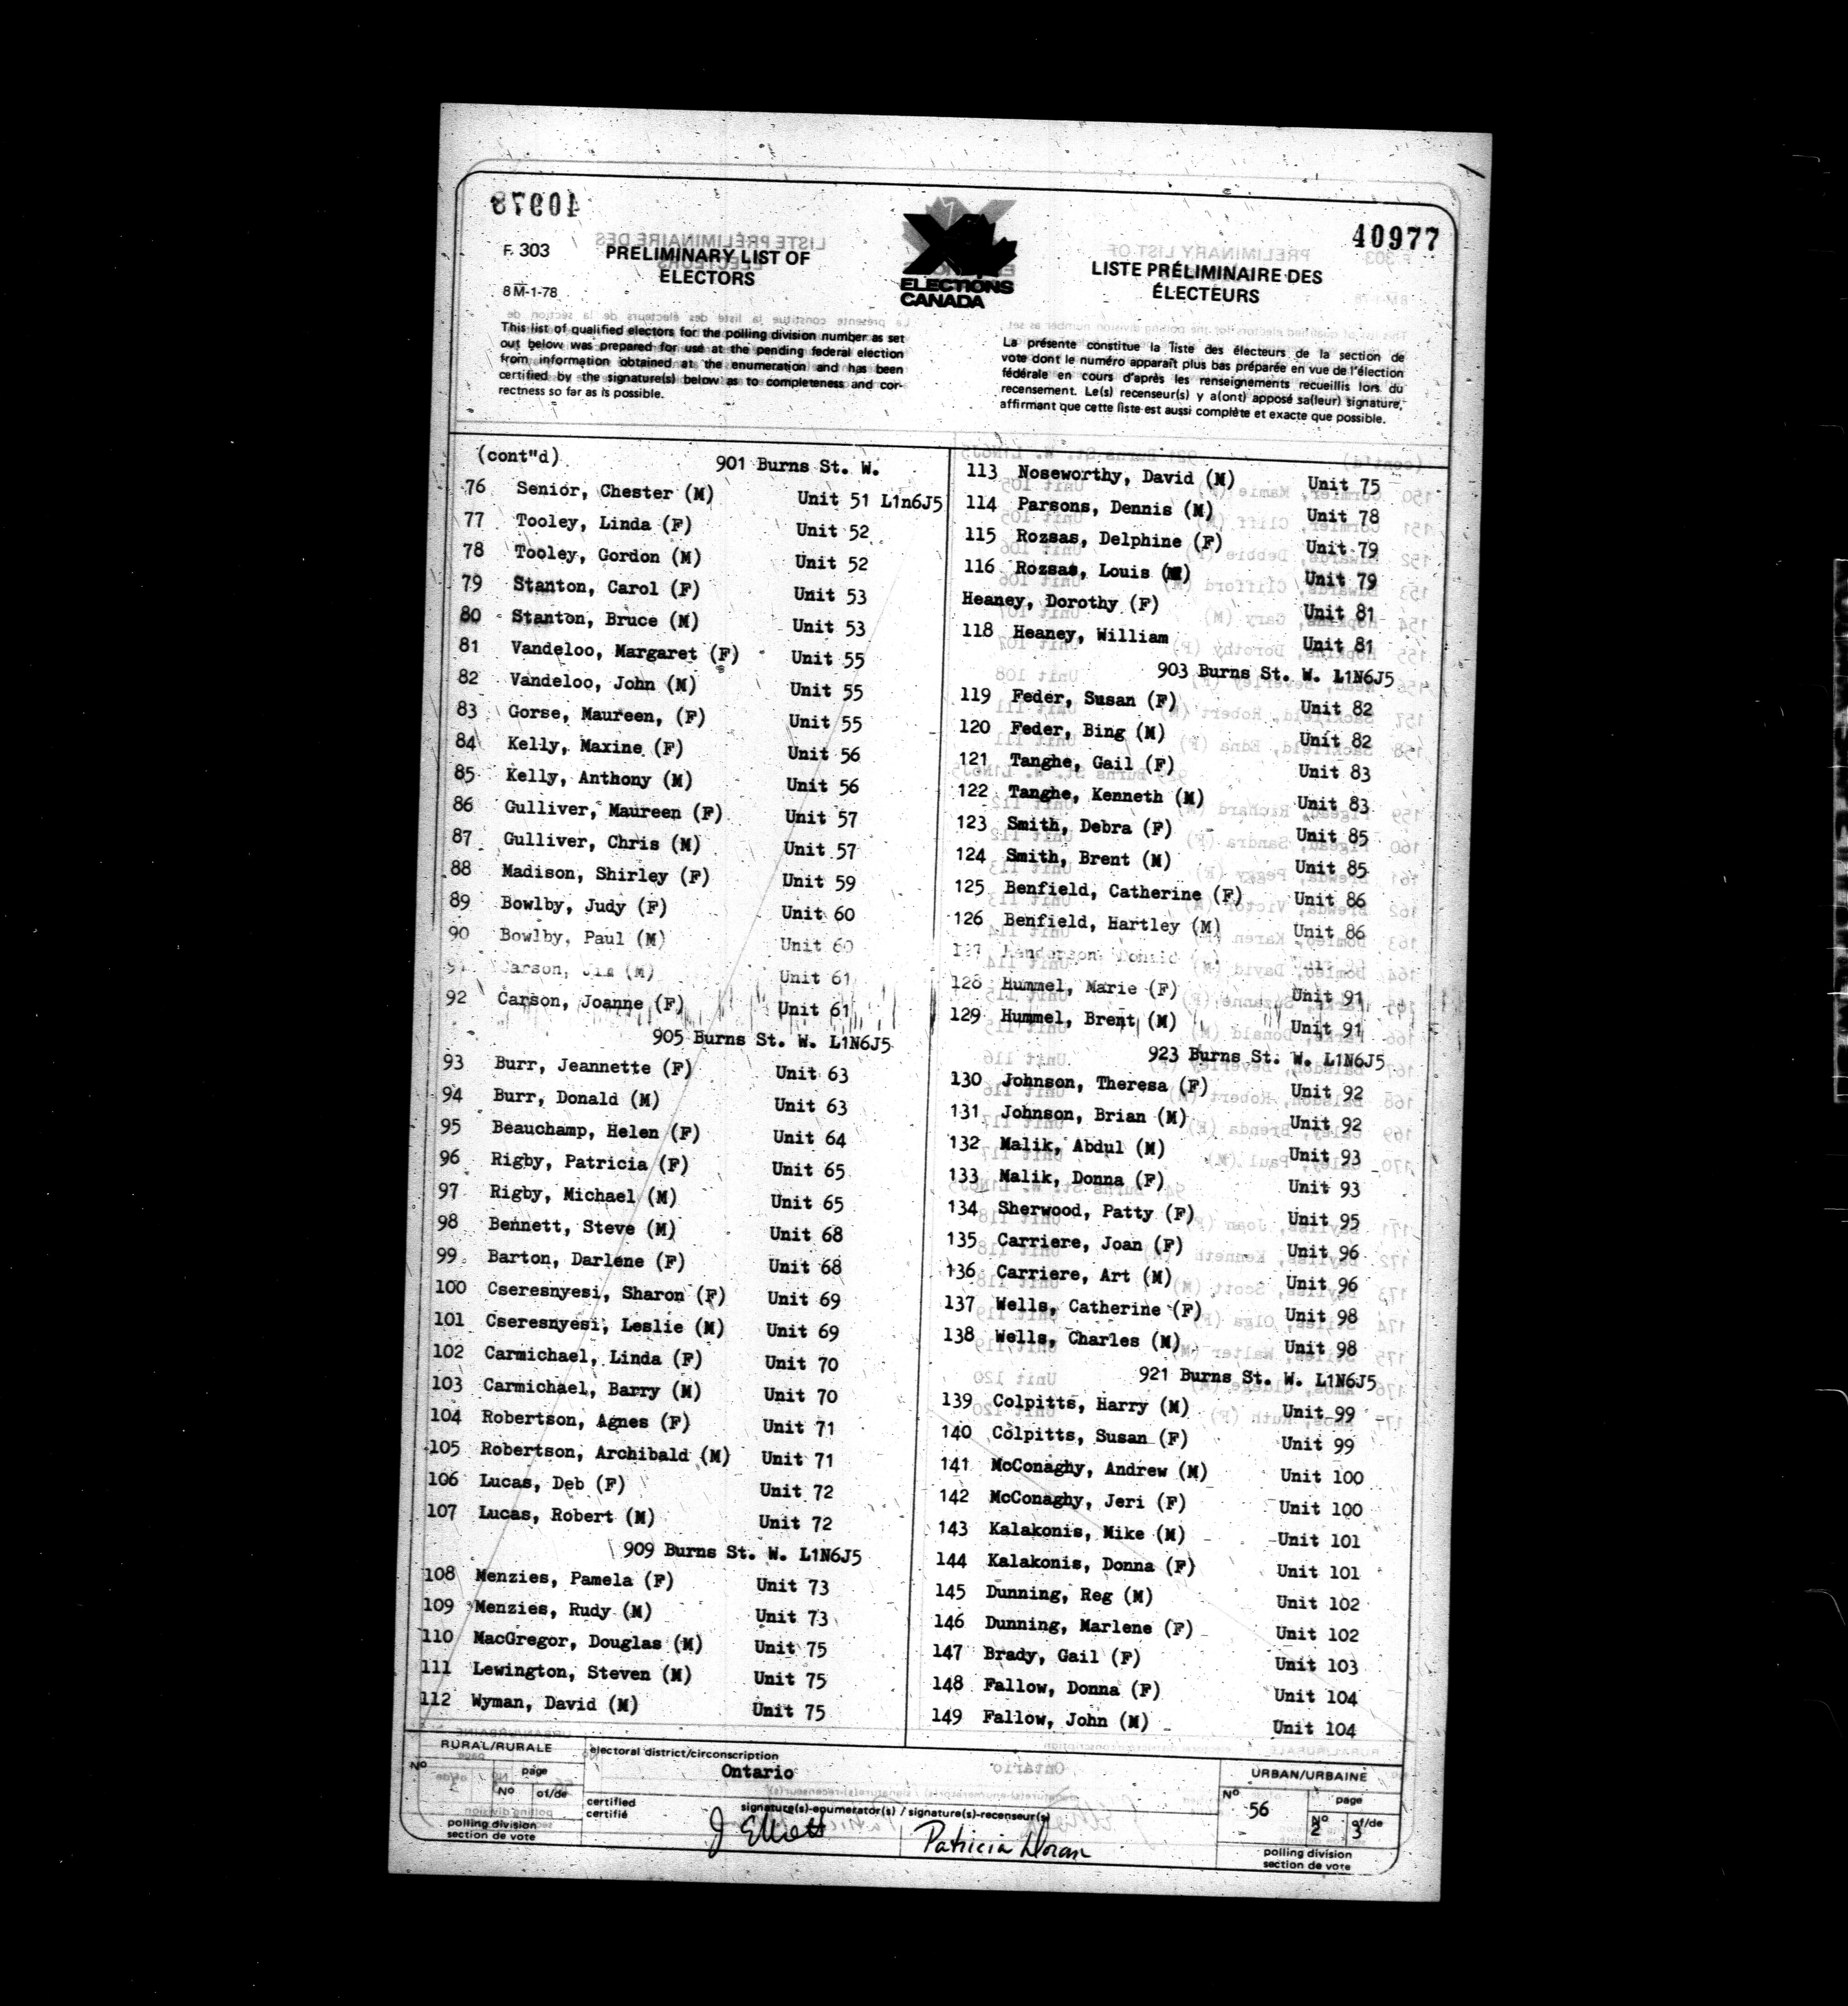 40977
F. 303
PRELIMINARY LIST OF
ELECTORS
8M-1-78
ELECTIONS
CANADA
LISTE PRÉLIMINAIRE DES
ÉLECTEURS
This list of qualified electors for the polling division number as set
out below was prepared for use at the pending federal election
from information obtained at the enumeration and has been
certified by the signature(s) below as to completeness and cor-
rectness so far as is possible.
La présente constitue la liste des électeurs de la section de
vote dont le numéro apparaît plus bas préparée en vue de l'élection
fédérale en cours d'après les renseignements recueillis lors du
recensement. Le(s) recenseur(s) y a(ont) apposé sa(leur) signature,
affirmant que cette liste est aussi complète et exacte que possible.
(cont"d) 901 Burns St. W.
76 Senior, Chester (M) Unit 51 L1n6J5
77 Tooley, Linda (F) Unit 52
78 Tooley, Gordon (M) Unit 52
79 Stanton, Carol (F) Unit 53
80 Stanton, Bruce (M) Unit 53
81 Vandeloo, Margaret (F) Unit 55
82 Vandeloo, John (M) Unit 55
83 Gorse, Maureen, (F) Unit 55
84 Kelly, Maxine (F) Unit 56
85 Kelly, Anthony (M) Unit 56
86 Gulliver, Maureen (F) Unit 57
87 Gulliver, Chris (M) Unit 57
88 Madison, Shirley (F) Unit 59
89 Bowlby, Judy (F) Unit 60
90 Bowlby, Paul (M) Unit 60
91 Carson, Jim (M) Unit 61
92 Carson, Joanne (F) Unit 61
905 Burns St. W. L1N6J5
93 Burr, Jeannette (F) Unit 63
94 Burr, Donald (M) Unit 63
95 Beauchamp, Helen (F) Unit 64
96 Rigby, Patricia (F) Unit 65
97 Rigby, Michael (M) Unit 65
98 Bennett, Steve (M) Unit 68
99 Barton, Darlene (F) Unit 68
100 Cseresnyesi, Sharon (F) Unit 69
101 Cseresnyesi, Leslie (M) Unit 69
102 Carmichael, Linda (F) Unit 70
103 Carmichael, Barry (M) Unit 70
104 Robertson, Agnes (F) Unit 71
105 Robertson, Archibald (M) Unit 71
106 Lucas, Deb (F) Unit 72
107 Lucas, Robert (M) Unit 72
909 Burns St. W. L1N6J5
108 Menzies, Pamela (F) Unit 73
109 Menzies, Rudy (M) Unit 73
110 MacGregor, Douglas (M) Unit 75
111 Lewington, Steven (M) Unit 75
112 Wyman, David (M) Unit 75
113 Noseworthy, David (M) Unit 75
114 Parsons, Dennis (M) Unit 78
115 Rozsas, Delphine (F) Unit 79
116 Rozsas, Louis (M) Unit 79
Heaney, Dorothy (F) Unit 81
118 Heaney, William Unit 81
903 Burns St. W. L1N6J5
119 Feder, Susan (F) Unit 82
120 Feder, Bing (M) Unit 82
121 Tanghe, Gail (F) Unit 83
122 Tanghe, Kenneth (M) Unit 83
123 Smith, Debra (F) Unit 85
124 Smith, Brent (M) Unit 85
125 Benfield, Catherine (F) Unit 86
126 Benfield, Hartley (M) Unit 86
127 Henderson, Donald
128 Hummel, Marie (F) Unit 91
129 Hummel, Brent (M) Unit 91
923 Burns St. W. L1N6J5
130 Johnson, Theresa (F) Unit 92
131 Johnson, Brian (M) Unit 92
132 Malik, Abdul (M) Unit 93
133 Malik, Donna (F) Unit 93
134 Sherwood, Patty (F) Unit 95
135 Carriere, Joan (F) Unit 96
136 Carriere, Art (M) Unit 96
137 Wells, Catherine (F) Unit 98
138 Wells, Charles (M) Unit 98
921 Burns St. W. L1N6J5
139 Colpitts, Harry (M) Unit 99
140 Colpitts, Susan (F) Unit 99
141 McConaghy, Andrew (M) Unit 100
142 McConaghy, Jeri (F) Unit 100
143 Kalakonis, Mike (M) Unit 101
144 Kalakonis, Donna (F) Unit 101
145 Dunning, Reg (M) Unit 102
146 Dunning, Marlene (F) Unit 102
147 Brady, Gail (F) Unit 103
148 Fallow, Donna (F) Unit 104
149 Fallow, John (M) Unit 104
RURAL/RURALE
No
page
No of/de
polling division
section de vote
electoral district/circonscription
Ontario
certified
certifié
signature(s)-enumerator(s) / signature(s)-recenseur(s)
J Elliott
Patricia Doran
URBAN/URBAINE
No
56
page
No of/de
2 3
polling division
section de vote